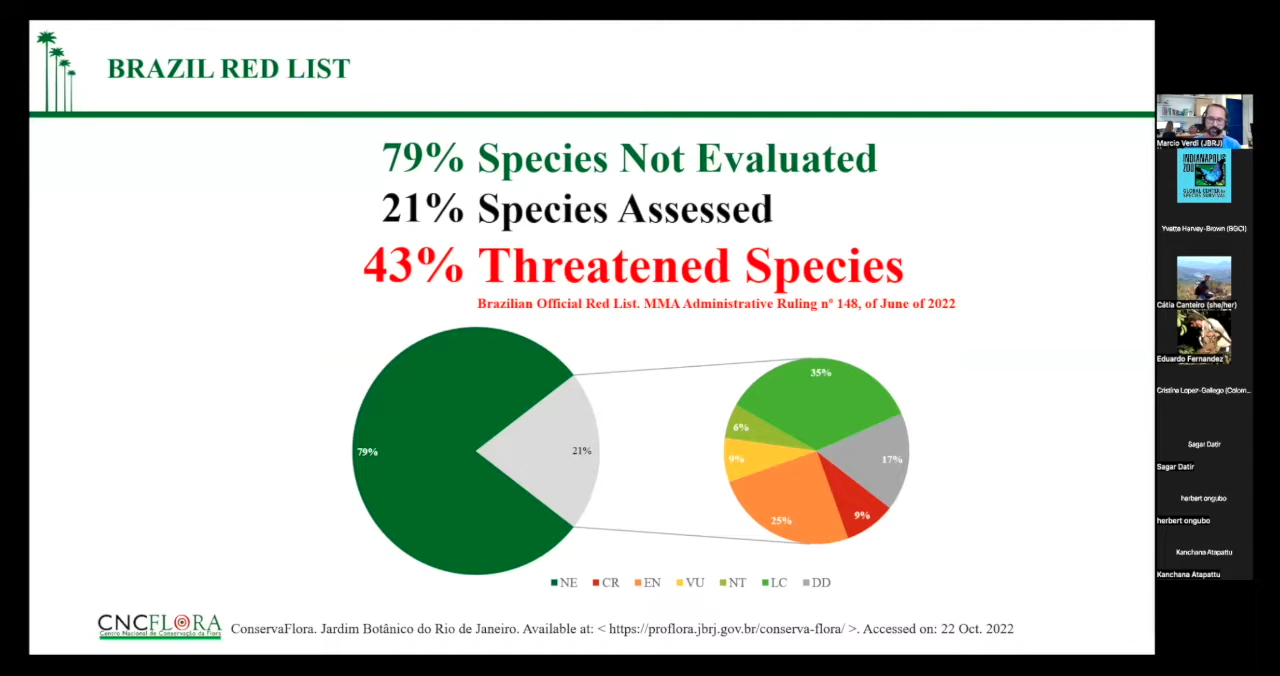 BRAZIL RED LIST
79% Species Not Evaluated
21% Species Assessed
43% Threatened Species
Brazilian Official Red List. MMA Administrative Ruling nº 148, of June of 2022
79%
21%
35%
6%
17%
9%
25%
9%
NE CR EN VU NT LC DD
CNCFLORA
Centro Nacional de Conservação da Flora
ConservaFlora. Jardim Botânico do Rio de Janeiro. Available at: < https://proflora.jbrj.gov.br/conserva-flora/ >. Accessed on: 22 Oct. 2022
Marcio Verdi (JBRJ)
INDIANAPOLIS
ZOO
GLOBAL CENTER for
SPECIES SURVIVAL
Yvette Harvey-Brown (BGCI)
Cátia Canteiro (she/her)
Eduardo Fernandez
Cristina Lopez-Gallego (Colom...
Sagar Datir
Sagar Datir
herbert ongubo
herbert ongubo
Kanchana Atapattu
Kanchana Atapattu